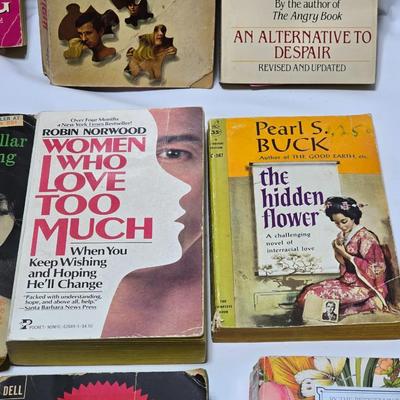 By the author of
The Angry Book
AN ALTERNATIVE TO
DESPAIR
REVISED AND UPDATED
Over Four Months
A New York Times Bestseller!
ROBIN NORWOOD
WOMEN
WHO
LOVE
TOO
MUCH
When You
Keep Wishing
and Hoping
He'll Change
"Packed with understanding,
hope, and above all, help."
—Santa Barbara News Press
Pearl S.
BUCK
Author of THE GOOD EARTH, etc.
the
hidden
flower
A challenging
novel of
interracial love
35¢
llar
ng
DELL